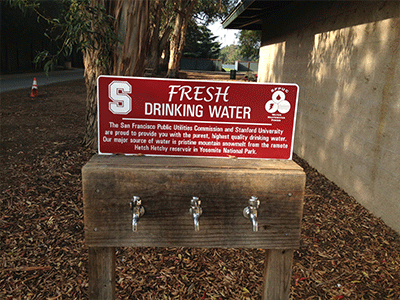 S
FRESH
DRINKING WATER
SFPUC
The San Francisco Public Utilities Commission and Stanford University
are proud to provide you with the purest, highest quality drinking water.
Our major source of water is pristine mountain snowmelt from the remote
Hetch Hetchy reservoir in Yosemite National Park.